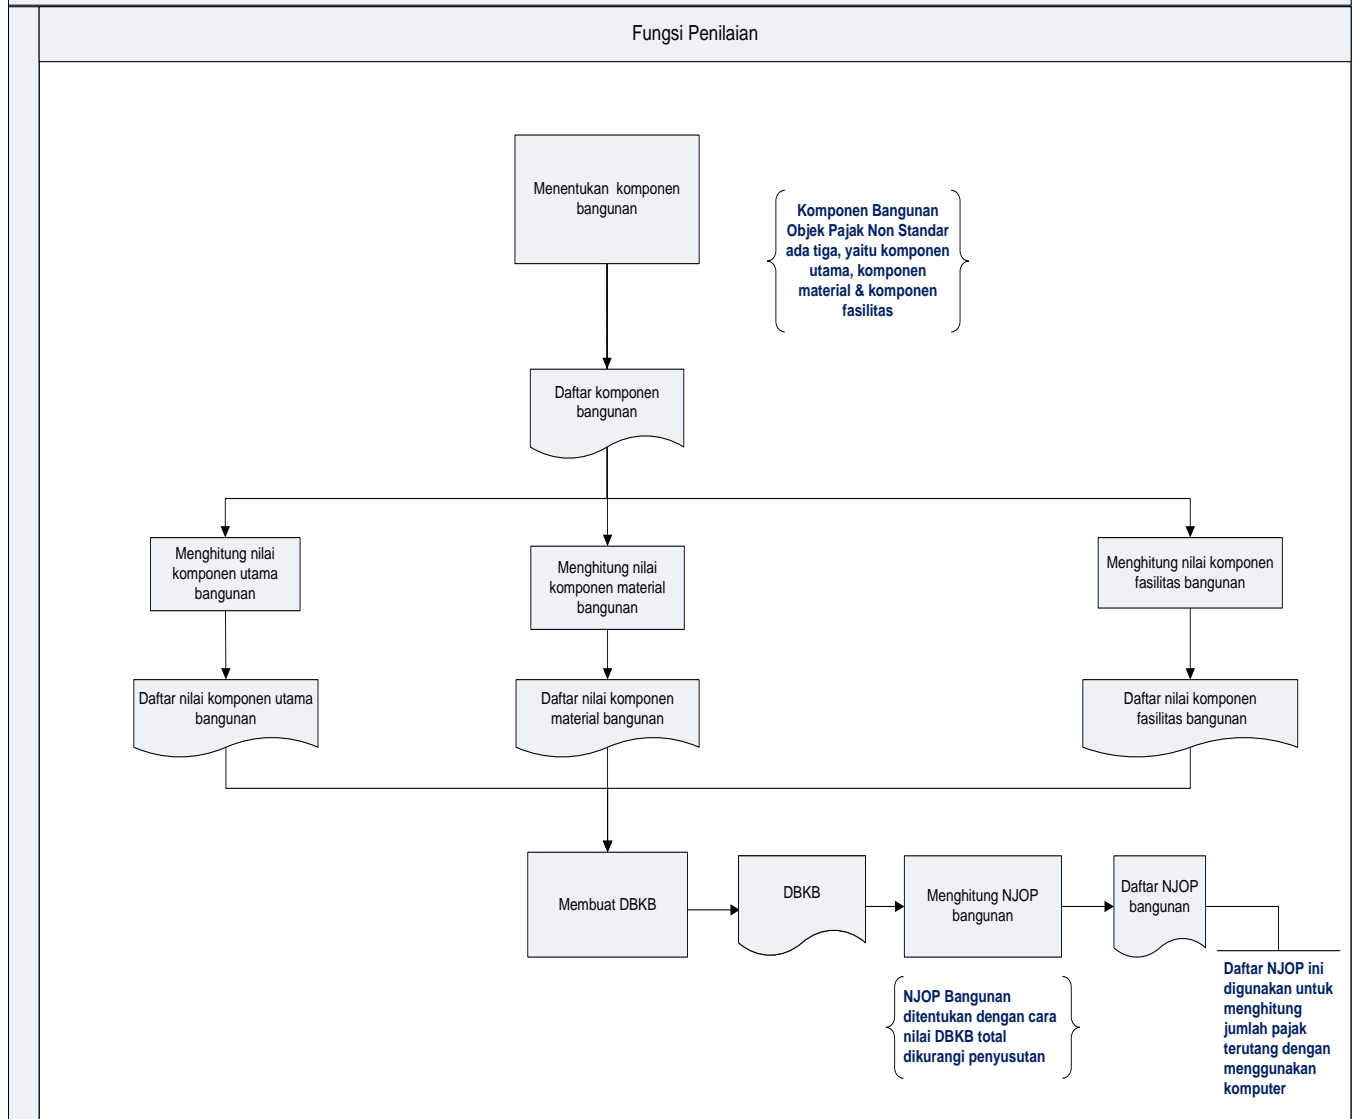 Fungsi Penilaian
Menentukan komponen
bangunan
Komponen Bangunan
Objek Pajak Non Standar
ada tiga, yaitu komponen
utama, komponen
material & komponen
fasilitas
Daftar komponen
bangunan
Menghitung nilai
komponen utama
bangunan
Menghitung nilai
komponen material
bangunan
Menghitung nilai komponen
fasilitas bangunan
Daftar nilai komponen utama
bangunan
Daftar nilai komponen
material bangunan
Daftar nilai komponen
fasilitas bangunan
Membuat DBKB
DBKB
Menghitung NJOP
bangunan
Daftar NJOP
bangunan
NJOP Bangunan
ditentukan dengan cara
nilai DBKB total
dikurangi penyusutan
Daftar NJOP ini
digunakan untuk
menghitung
jumlah pajak
terutang dengan
menggunakan
komputer